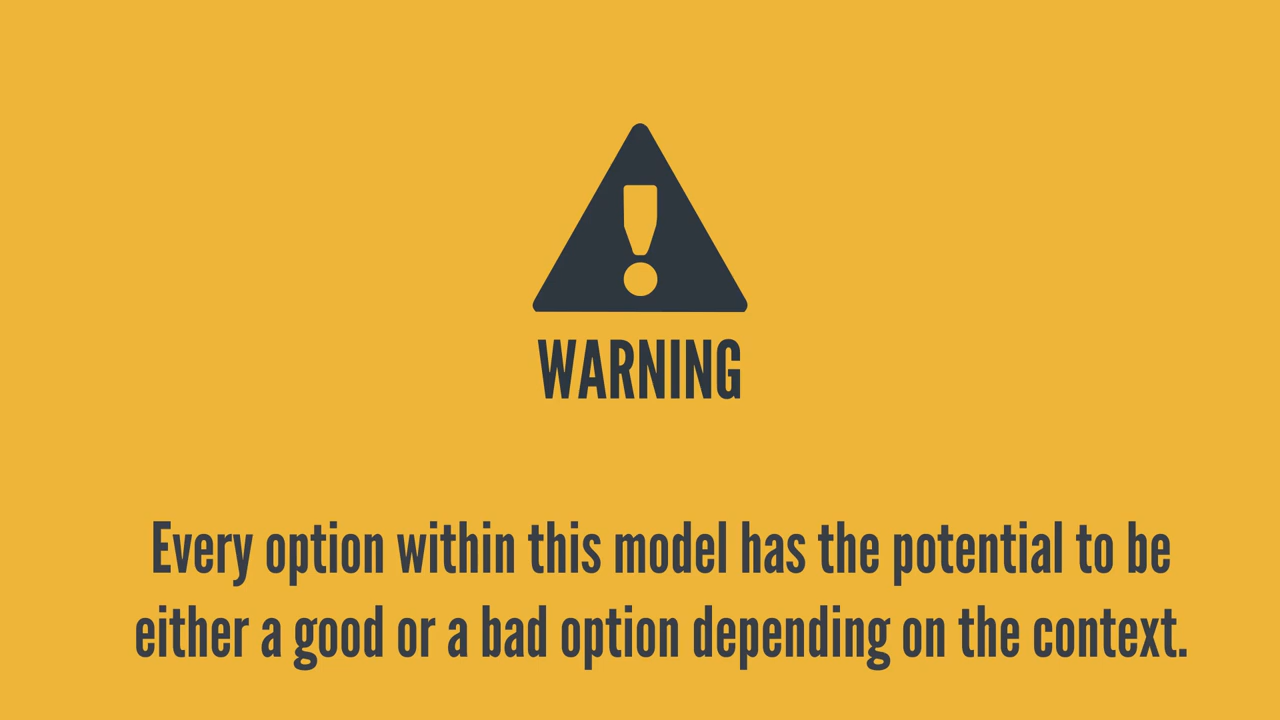 WARNING
Every option within this model has the potential to be
either a good or a bad option depending on the context.